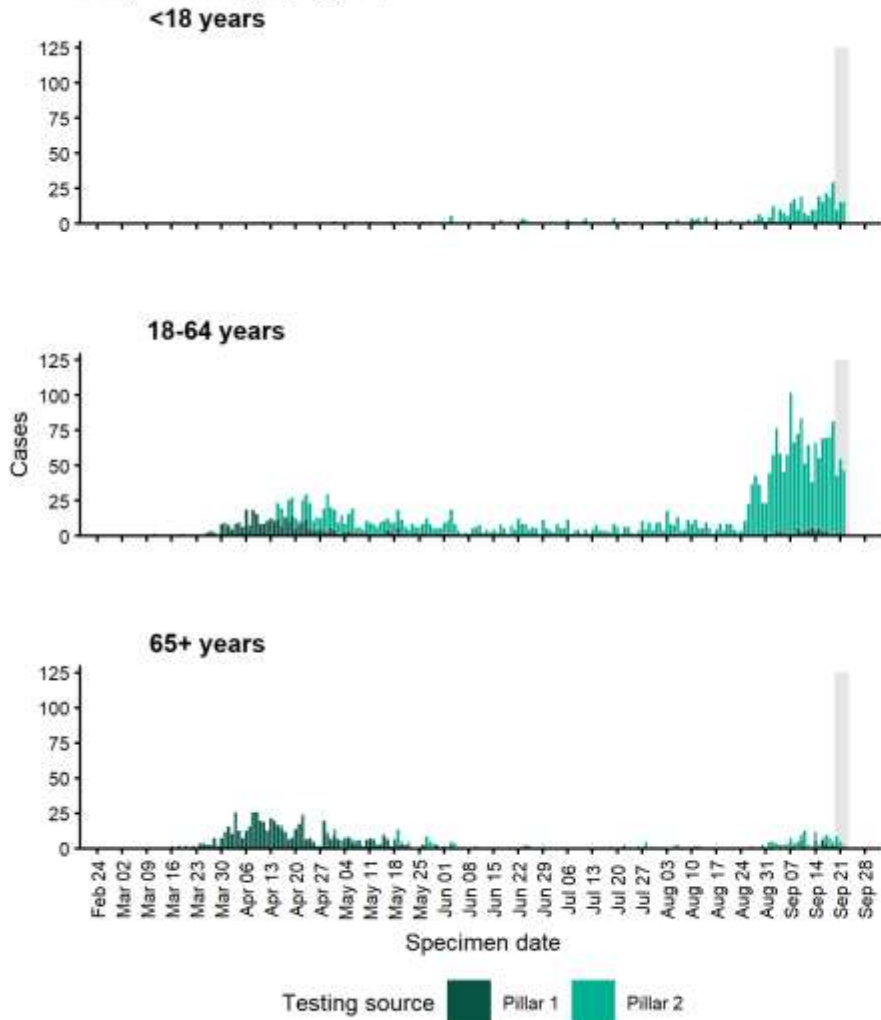 <18 years
125
100
75
50
25
0
18-64 years
125
100
75
50
25
0
Cases
65+ years
125
100
75
50
25
0
Feb 24
Mar 02
Mar 09
Mar 16
Mar 23
Mar 30
Apr 06
Apr 13
Apr 20
Apr 27
May 04
May 11
May 18
May 25
Jun 01
Jun 08
Jun 15
Jun 22
Jun 29
Jul 06
Jul 13
Jul 20
Jul 27
Aug 03
Aug 10
Aug 17
Aug 24
Aug 31
Sep 07
Sep 14
Sep 21
Sep 28
Specimen date
Testing source Pillar 1 Pillar 2